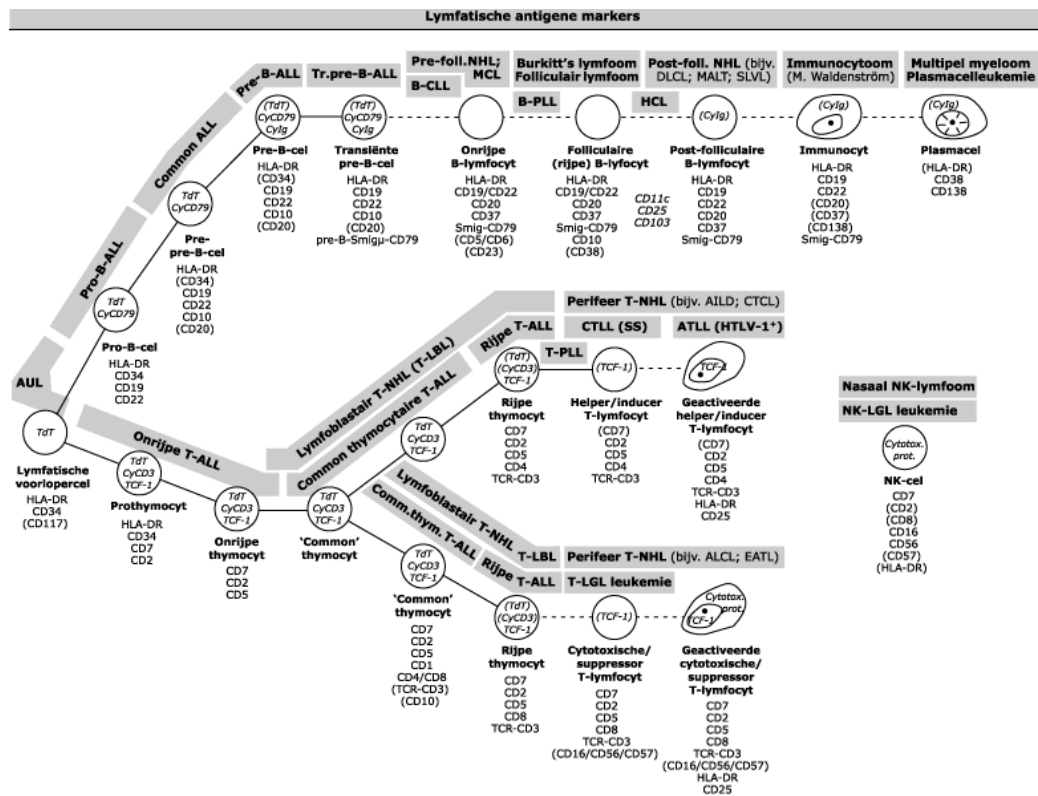 Lymfatische antigene markers
Pre-B-ALL
Tr.pre-B-ALL
Pre-foll.NHL;
MCL
B-CLL
Burkitt's lymfoom
Folliculair lymfoom
B-PLL
Post-foll. NHL (bijv.
DLCL; MALT; SLVL)
HCL
Immunocytoom
(M. Waldenström)
Multipel myeloom
Plasmacelleukemie
Common ALL
Pro-B-ALL
AUL
(TdT)
CyCD79
CyIg
Pre-B-cel
HLA-DR
(CD34)
CD19
CD22
CD10
(CD20)
(TdT)
CyCD79
CyIg
Transiënte
pre-B-cel
HLA-DR
CD19
CD22
CD10
(CD20)
pre-B-Smigµ-CD79
Onrijpe
B-lymfocyt
HLA-DR
CD19/CD22
CD20
CD37
Smig-CD79
(CD5/CD6)
(CD23)
Folliculaire
(rijpe) B-lyfocyt
HLA-DR
CD19/CD22
CD20
CD37
Smig-CD79
CD10
(CD38)
CD11c
CD25
CD103
(CyIg)
Post-folliculaire
B-lymfocyt
HLA-DR
CD19
CD22
CD20
CD37
Smig-CD79
(CyIg)
Immunocyt
HLA-DR
CD19
CD22
(CD20)
(CD37)
(CD138)
Smig-CD79
(CyIg)
Plasmacel
(HLA-DR)
CD38
CD138
TdT
CyCD79
Pre-
pre-B-cel
HLA-DR
(CD34)
CD19
CD22
CD10
(CD20)
TdT
CyCD79
Pro-B-cel
HLA-DR
CD34
CD19
CD22
TdT
Lymfatische
voorlopercel
HLA-DR
CD34
(CD117)
Onrijpe T-ALL
TdT
CyCD3
TCF-1
Prothymocyt
HLA-DR
CD34
CD7
CD2
TdT
CyCD3
TCF-1
Onrijpe
thymocyt
CD7
CD2
CD5
TdT
CyCD3
TCF-1
'Common'
thymocyt
Lymfoblastair T-NHL (T-LBL)
Common thymocytaire T-ALL
Rijpe T-ALL
Perifeer T-NHL (bijv. AILD; CTCL)
CTLL (SS)
ATLL (HTLV-1+)
T-PLL
TdT
CyCD3
TCF-1
(TdT)
(CyCD3)
TCF-1
Rijpe
thymocyt
CD7
CD2
CD5
CD4
TCR-CD3
(TCF-1)
Helper/inducer
T-lymfocyt
(CD7)
CD2
CD5
CD4
TCR-CD3
TCF-1
Geactiveerde
helper/inducer
T-lymfocyt
(CD7)
CD2
CD5
CD4
TCR-CD3
HLA-DR
CD25
Nasaal NK-lymfoom
NK-LGL leukemie
Cytotox.
prot.
NK-cel
CD7
(CD2)
(CD8)
CD16
CD56
(CD57)
(HLA-DR)
Lymfoblastair T-NHL
T-LBL
Comm.thym. T-ALL
Rijpe T-ALL
Perifeer T-NHL (bijv. ALCL; EATL)
T-LGL leukemie
TdT
CyCD3
TCF-1
'Common'
thymocyt
CD7
CD2
CD5
CD1
CD4/CD8
(TCR-CD3)
(CD10)
(TdT)
(CyCD3)
TCF-1
Rijpe
thymocyt
CD7
CD2
CD5
CD8
TCR-CD3
(TCF-1)
Cytotoxische/
suppressor
T-lymfocyt
CD7
CD2
CD5
CD8
TCR-CD3
(CD16/CD56/CD57)
Cytotox.
prot.
TCF-1
Geactiveerde
cytotoxische/
suppressor
T-lymfocyt
CD7
CD2
CD5
CD8
TCR-CD3
(CD16/CD56/CD57)
HLA-DR
CD25